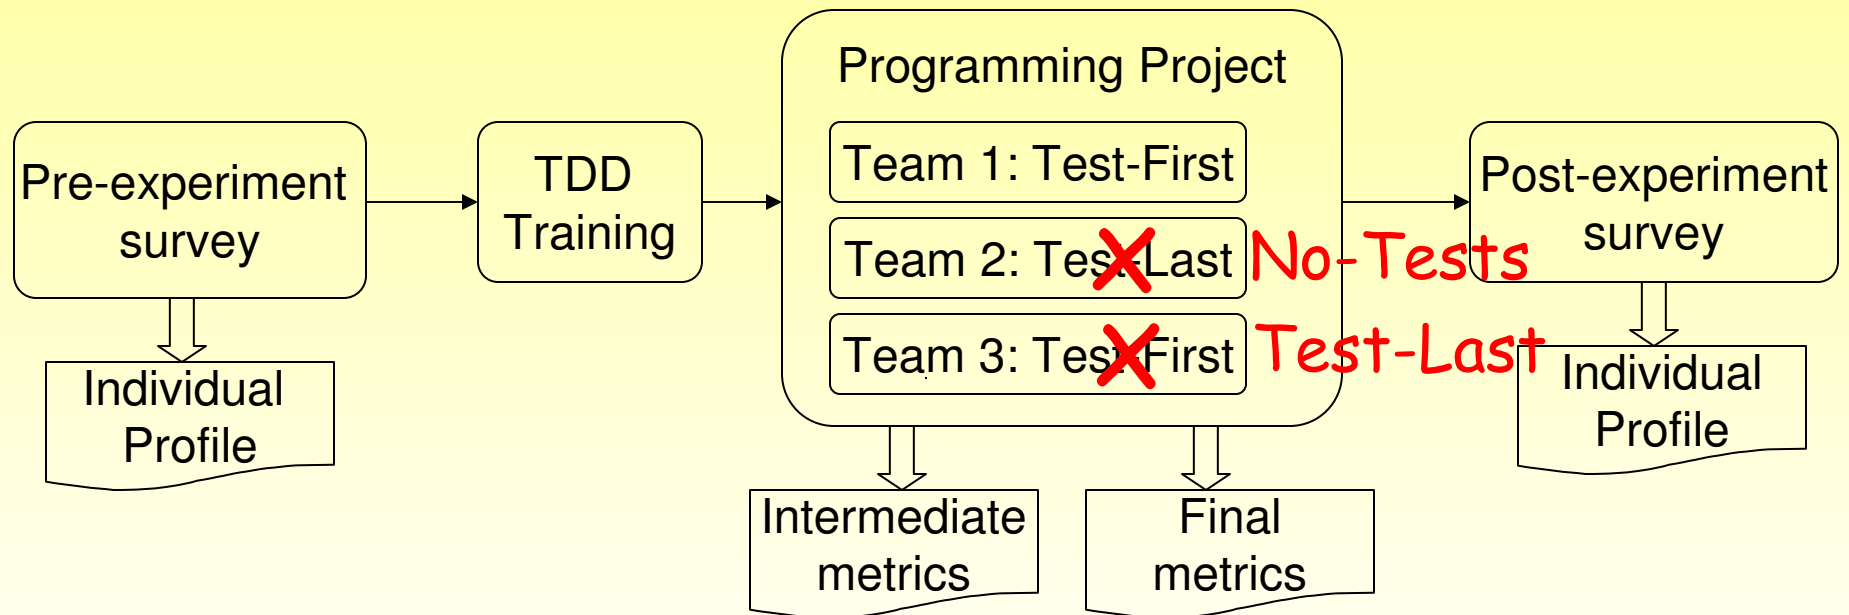 Programming Project
Pre-experiment
survey
TDD
Training
Team 1: Test-First
Team 2: Test-Last
No-Tests
Team 3: Test-First
Test-Last
Post-experiment
survey
Individual
Profile
Intermediate
metrics
Final
metrics
Individual
Profile